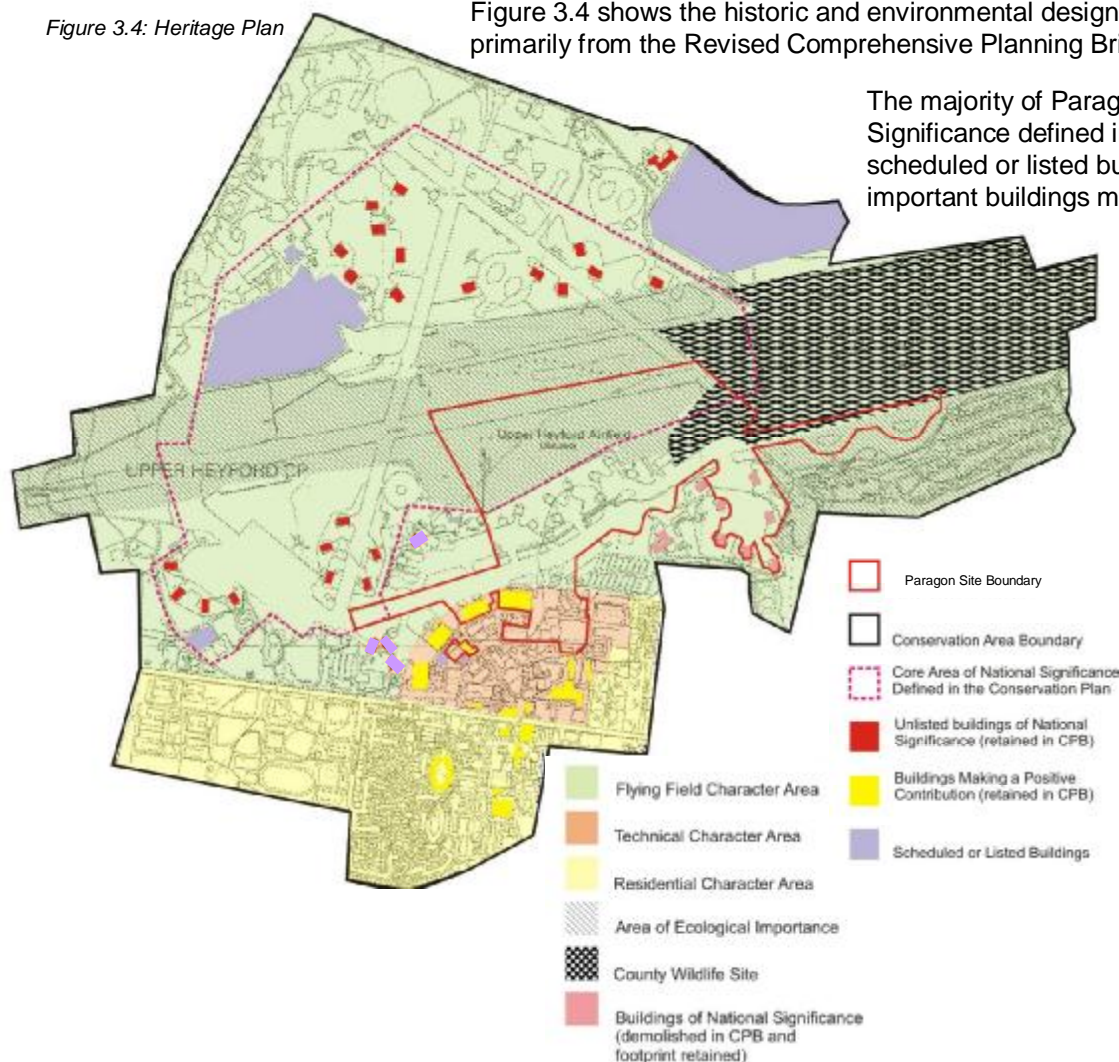 Figure 3.4: Heritage Plan
Figure 3.4 shows the historic and environmental design
primarily from the Revised Comprehensive Planning Bri
The majority of Parag
Significance defined i
scheduled or listed bu
important buildings m
Upper Heyford Airfield
UPPER HEYFORD CP
Paragon Site Boundary
Conservation Area Boundary
Core Area of National Significance
Defined in the Conservation Plan
Unlisted buildings of National
Significance (retained in CPB)
Buildings Making a Positive
Contribution (retained in CPB)
Scheduled or Listed Buildings
Flying Field Character Area
Technical Character Area
Residential Character Area
Area of Ecological Importance
County Wildlife Site
Buildings of National Significance
(demolished in CPB and
footprint retained)